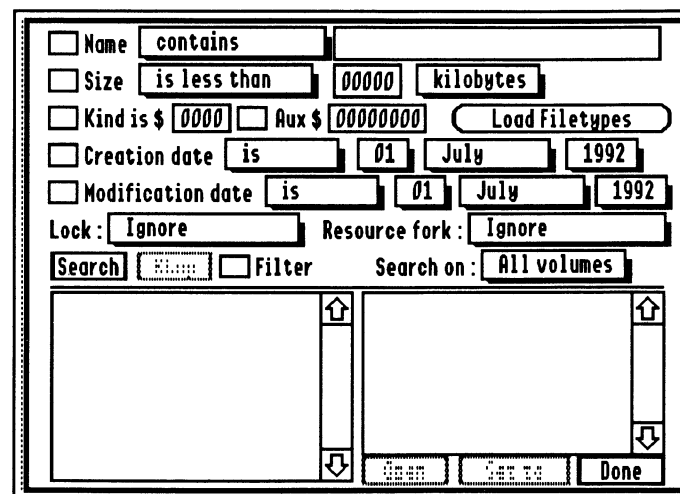 Name contains
Size is less than 00000 kilobytes
Kind is $ 0000 Aux $ 00000000 Load Filetypes
Creation date is 01 July 1992
Modification date is 01 July 1992
Lock : Ignore Resource fork : Ignore
Search Filter Search on : All volumes
Open Done